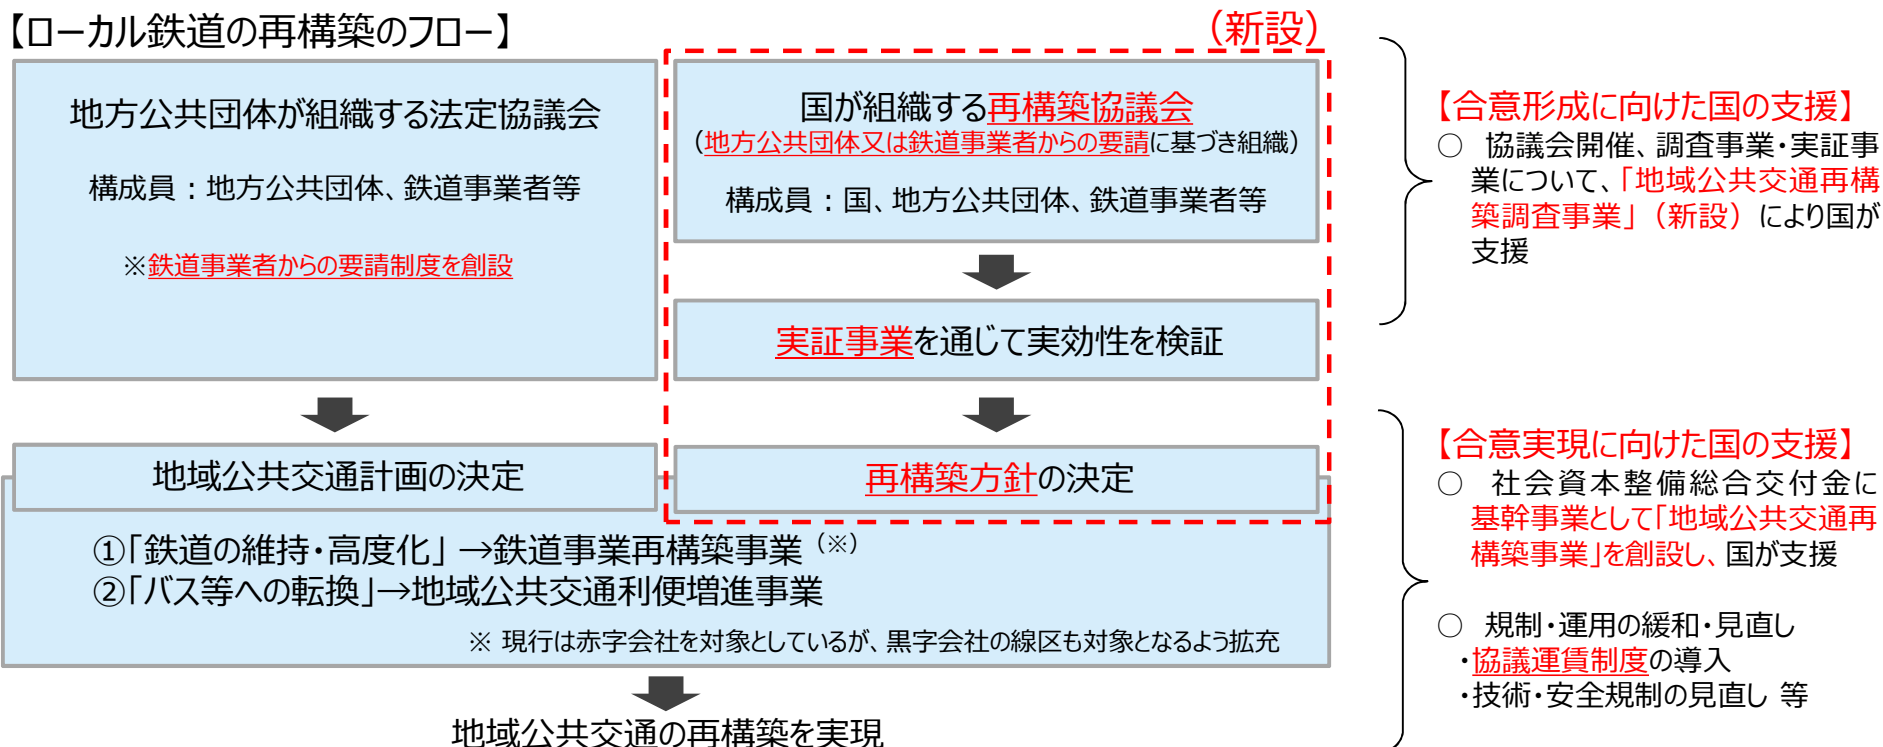 【ローカル鉄道の再構築のフロー】
（新設）
地方公共団体が組織する法定協議会
構成員：地方公共団体、鉄道事業者等
※鉄道事業者からの要請制度を創設
国が組織する再構築協議会
（地方公共団体又は鉄道事業者からの要請に基づき組織）
構成員：国、地方公共団体、鉄道事業者等
実証事業を通じて実効性を検証
地域公共交通計画の決定
再構築方針の決定
①「鉄道の維持・高度化」→鉄道事業再構築事業（※）
②「バス等への転換」→地域公共交通利便増進事業
※ 現行は赤字会社を対象としているが、黒字会社の線区も対象となるよう拡充
地域公共交通の再構築を実現
【合意形成に向けた国の支援】
○ 協議会開催、調査事業・実証事
業について、「地域公共交通再構
築調査事業」（新設）により国が
支援
【合意実現に向けた国の支援】
○ 社会資本整備総合交付金に
基幹事業として「地域公共交通再
構築事業」を創設し、国が支援
○ 規制・運用の緩和・見直し
・協議運賃制度の導入
・技術・安全規制の見直し 等